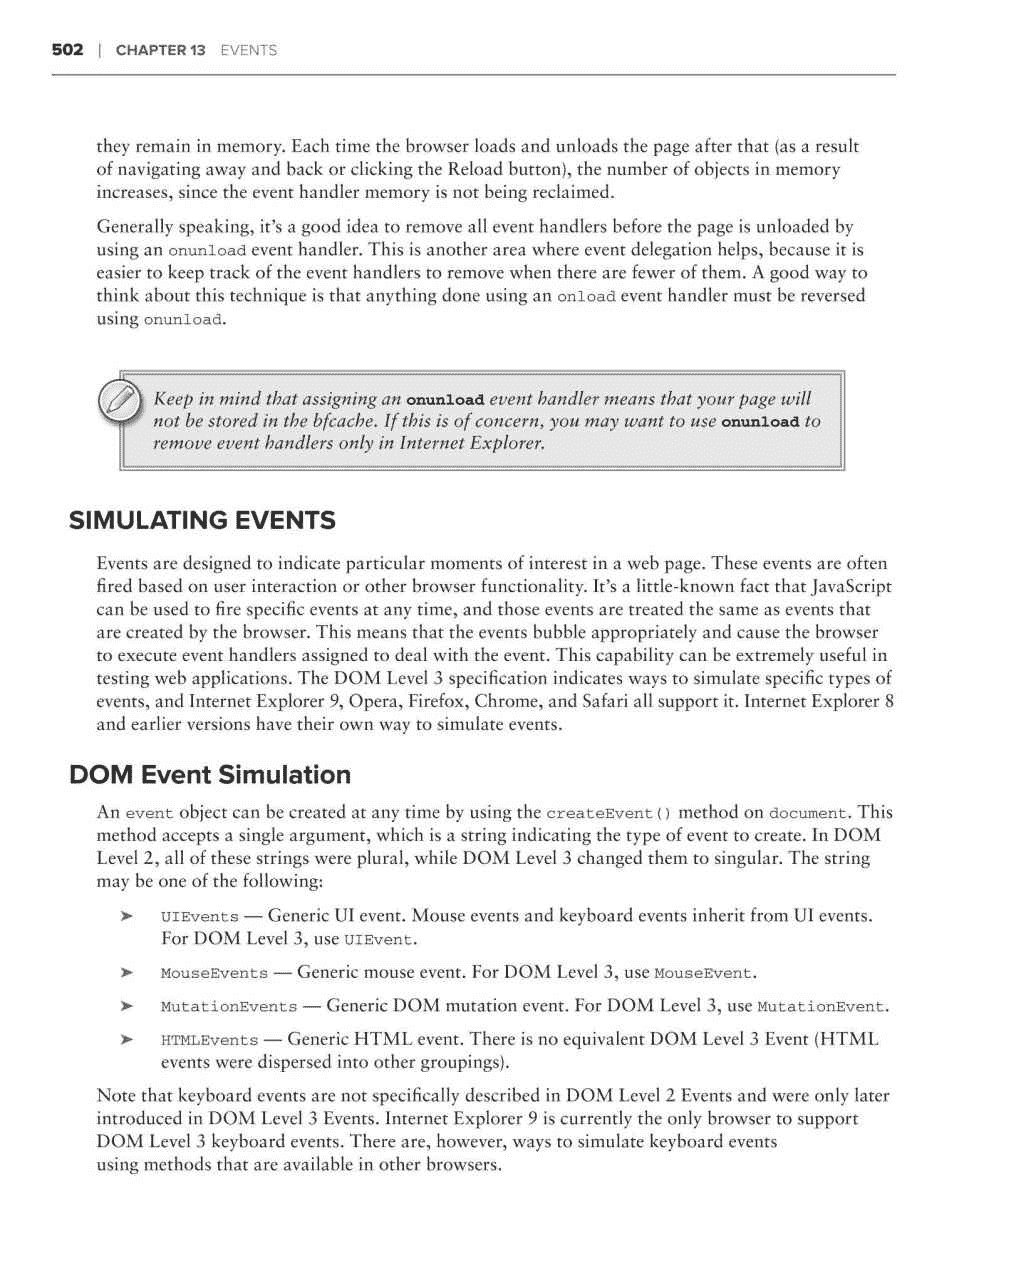 502 | CHAPTER 13 EVENTS
they remain in memory. Each time the browser loads and unloads the page after that (as a result
of navigating away and back or clicking the Reload button), the number of objects in memory
increases, since the event handler memory is not being reclaimed.
Generally speaking, it’s a good idea to remove all event handlers before the page is unloaded by
using an onunload event handler. This is another area where event delegation helps, because it is
easier to keep track of the event handlers to remove when there are fewer of them. A good way to
think about this technique is that anything done using an onload event handler must be reversed
using onunload.
Keep in mind that assigning an onunload event handler means that your page will
not be stored in the bfcache. If this is of concern, you may want to use onunload to
remove event handlers only in Internet Explorer.
SIMULATING EVENTS
Events are designed to indicate particular moments of interest in a web page. These events are often
fired based on user interaction or other browser functionality. It’s a little-known fact that JavaScript
can be used to fire specific events at any time, and those events are treated the same as events that
are created by the browser. This means that the events bubble appropriately and cause the browser
to execute event handlers assigned to deal with the event. This capability can be extremely useful in
testing web applications. The DOM Level 3 specification indicates ways to simulate specific types of
events, and Internet Explorer 9, Opera, Firefox, Chrome, and Safari all support it. Internet Explorer 8
and earlier versions have their own way to simulate events.
DOM Event Simulation
An event object can be created at any time by using the createEvent() method on document. This
method accepts a single argument, which is a string indicating the type of event to create. In DOM
Level 2, all of these strings were plural, while DOM Level 3 changed them to singular. The string
may be one of the following:
➤ UIEvents — Generic UI event. Mouse events and keyboard events inherit from UI events.
For DOM Level 3, use UIEvent.
➤ MouseEvents — Generic mouse event. For DOM Level 3, use MouseEvent.
➤ MutationEvents — Generic DOM mutation event. For DOM Level 3, use MutationEvent.
➤ HTMLEvents — Generic HTML event. There is no equivalent DOM Level 3 Event (HTML
events were dispersed into other groupings).
Note that keyboard events are not specifically described in DOM Level 2 Events and were only later
introduced in DOM Level 3 Events. Internet Explorer 9 is currently the only browser to support
DOM Level 3 keyboard events. There are, however, ways to simulate keyboard events
using methods that are available in other browsers.